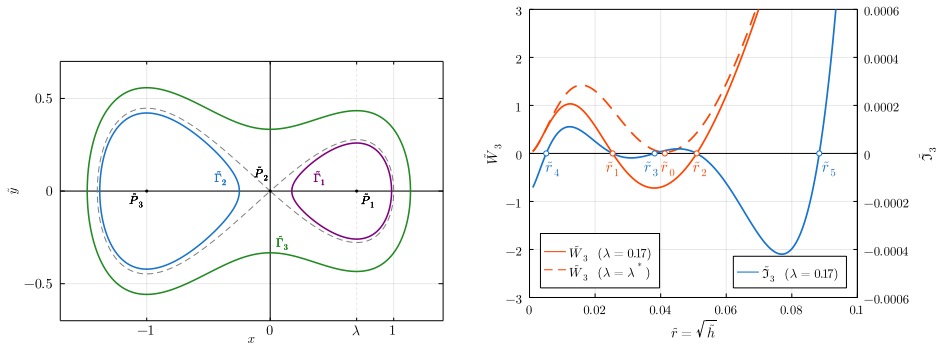 0.5
0
−0.5
ỹ
−1
0
λ
1
x
Γ̃₂
P̃₂
Γ̃₁
P̃₃
P̃₁
Γ̃₃
3
2
1
0
−1
−2
−3
W̃₃
0
0.02
0.04
0.06
0.08
0.1
r̃ = √h̃
0.0006
0.0004
0.0002
0
−0.0002
−0.0004
−0.0006
ℑ̃₃
r̃₄
r̃₁
r̃₃
r̃₀
r̃₂
r̃₅
W̃₃ (λ = 0.17)
W̃₃ (λ = λ*)
ℑ̃₃ (λ = 0.17)